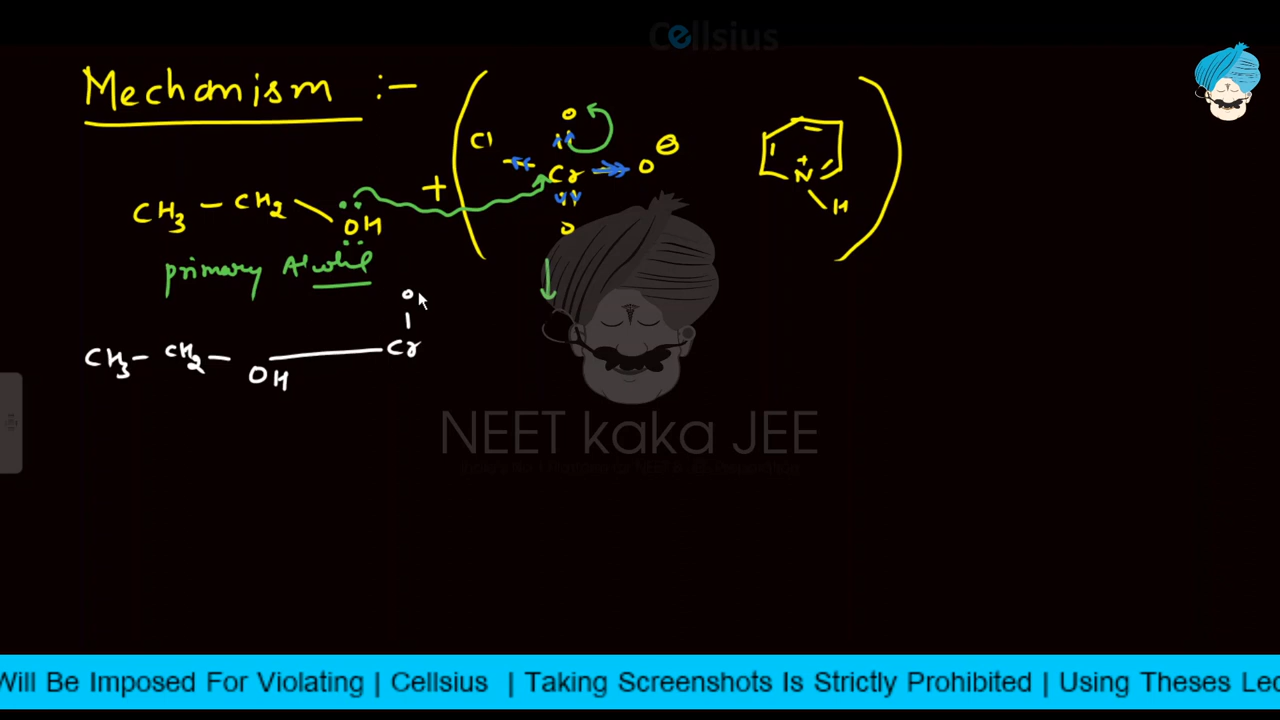 Cellsius
Mechanism :-
CH3 - CH2 OH + ( Cl Cr O O O⊖ N+ H )
primary Alcohol
CH3 - CH2 - OH Cr O
NEET kaka JEE
Will Be Imposed For Violating | Cellsius | Taking Screenshots Is Strictly Prohibited | Using Theses Lec